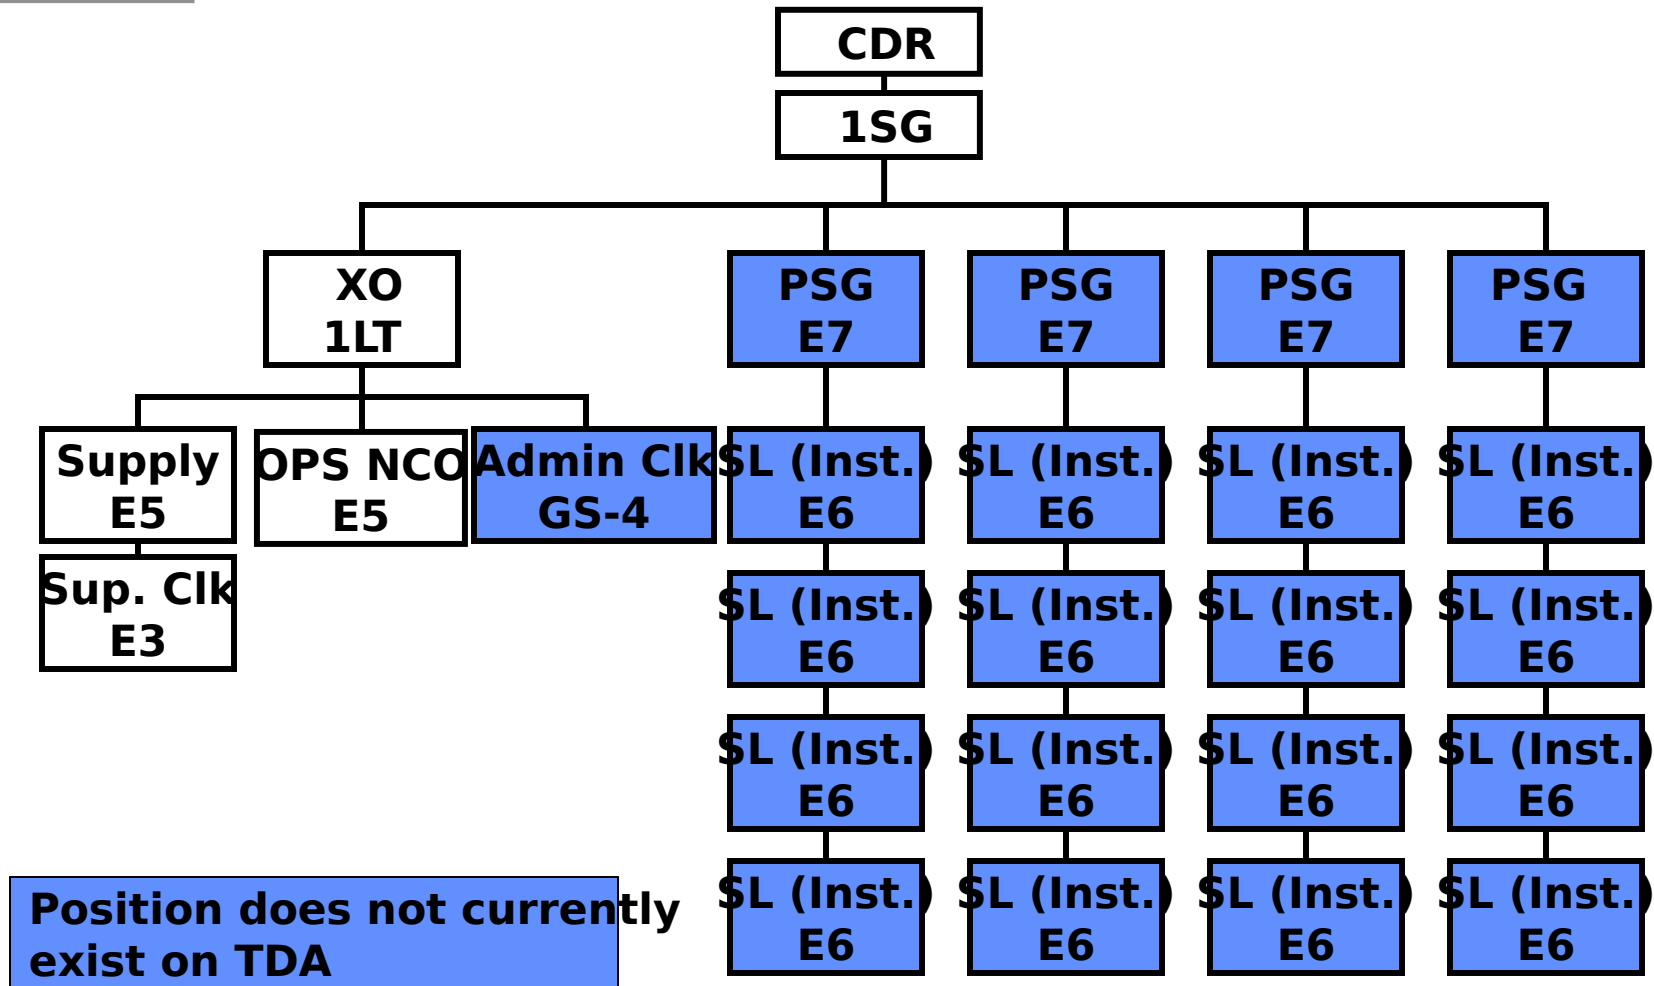 CDR
1SG
XO
1LT
PSG
E7
PSG
E7
PSG
E7
PSG
E7
Supply
E5
OPS NCO
E5
Admin Clk
GS-4
SL (Inst.)
E6
SL (Inst.)
E6
SL (Inst.)
E6
SL (Inst.)
E6
Sup. Clk
E3
SL (Inst.)
E6
SL (Inst.)
E6
SL (Inst.)
E6
SL (Inst.)
E6
SL (Inst.)
E6
SL (Inst.)
E6
SL (Inst.)
E6
SL (Inst.)
E6
SL (Inst.)
E6
SL (Inst.)
E6
SL (Inst.)
E6
SL (Inst.)
E6
Position does not currently
exist on TDA